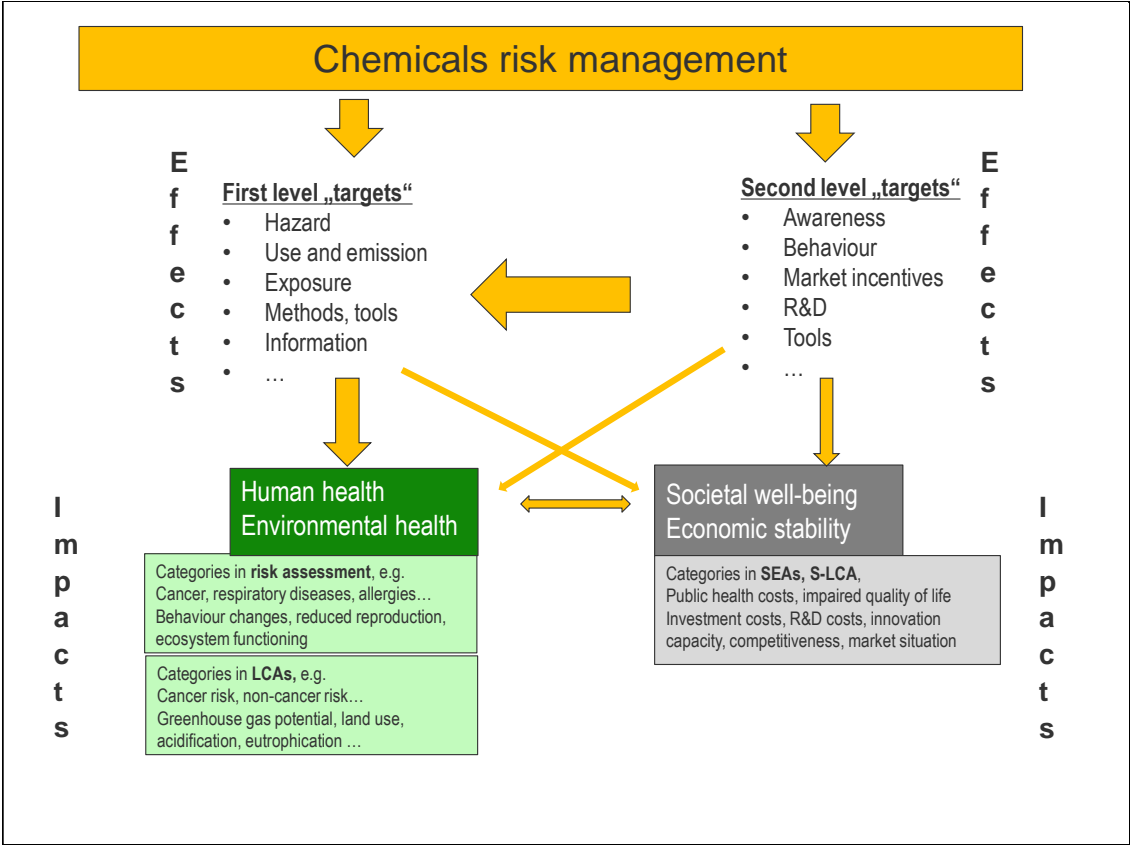 Chemicals risk management
Effects
First level „targets“
• Hazard
• Use and emission
• Exposure
• Methods, tools
• Information
• …
Second level „targets“
• Awareness
• Behaviour
• Market incentives
• R&D
• Tools
• …
Effects
Impacts
Human health
Environmental health
Categories in risk assessment, e.g.
Cancer, respiratory diseases, allergies…
Behaviour changes, reduced reproduction,
ecosystem functioning
Categories in LCAs, e.g.
Cancer risk, non-cancer risk…
Greenhouse gas potential, land use,
acidification, eutrophication …
Societal well-being
Economic stability
Categories in SEAs, S-LCA,
Public health costs, impaired quality of life
Investment costs, R&D costs, innovation
capacity, competitiveness, market situation
Impacts